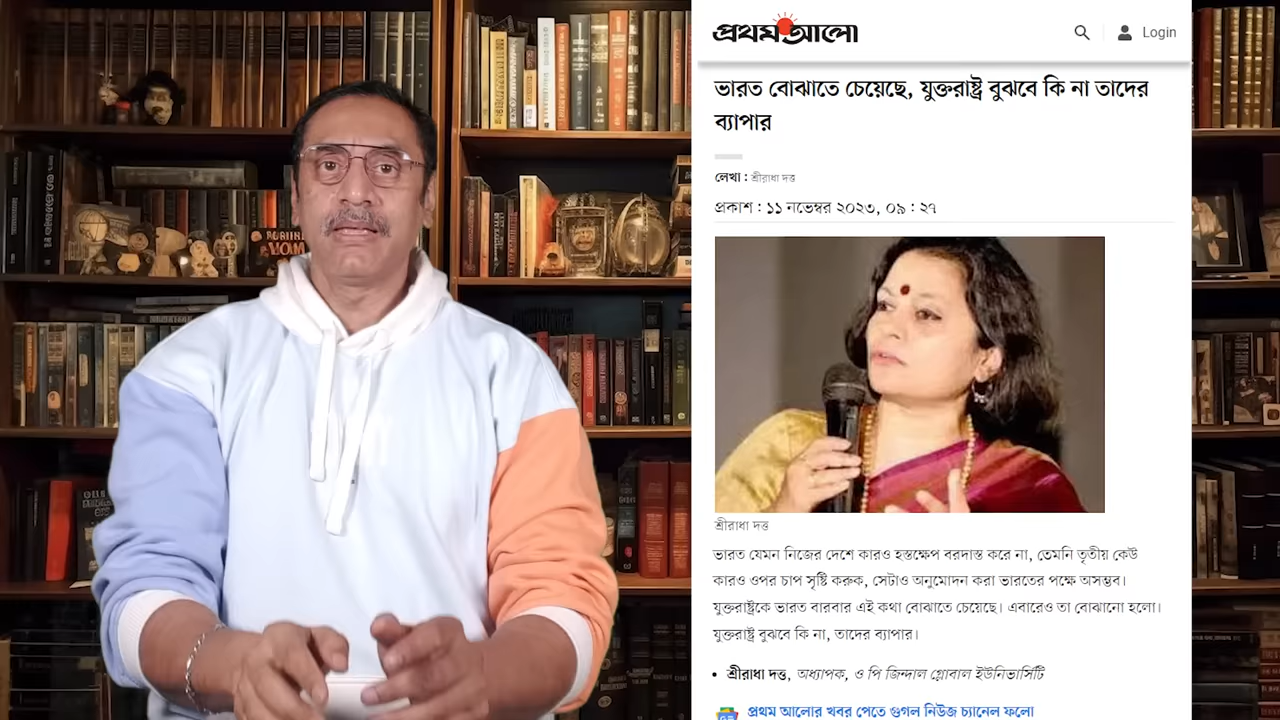 প্রথম আলো
Login
ভারত বোঝাতে চেয়েছে, যুক্তরাষ্ট্র বুঝবে কি না তাদের
ব্যাপার
লেখা : শ্রীরাধা দত্ত
প্রকাশ : ১১ নভেম্বর ২০২৩, ০৯ : ২৭
শ্রীরাধা দত্ত
ভারত যেমন নিজের দেশে কারও হস্তক্ষেপ বরদাস্ত করে না, তেমনি তৃতীয় কেউ
কারও ওপর চাপ সৃষ্টি করুক, সেটাও অনুমোদন করা ভারতের পক্ষে অসম্ভব।
যুক্তরাষ্ট্রকে ভারত বারবার এই কথা বোঝাতে চেয়েছে। এবারেও তা বোঝানো হলো।
যুক্তরাষ্ট্র বুঝবে কি না, তাদের ব্যাপার।
• শ্রীরাধা দত্ত, অধ্যাপক, ও পি জিন্দাল গ্লোবাল ইউনিভার্সিটি
প্রথম আলোর খবর পেতে গুগল নিউজ চ্যানেল ফলো